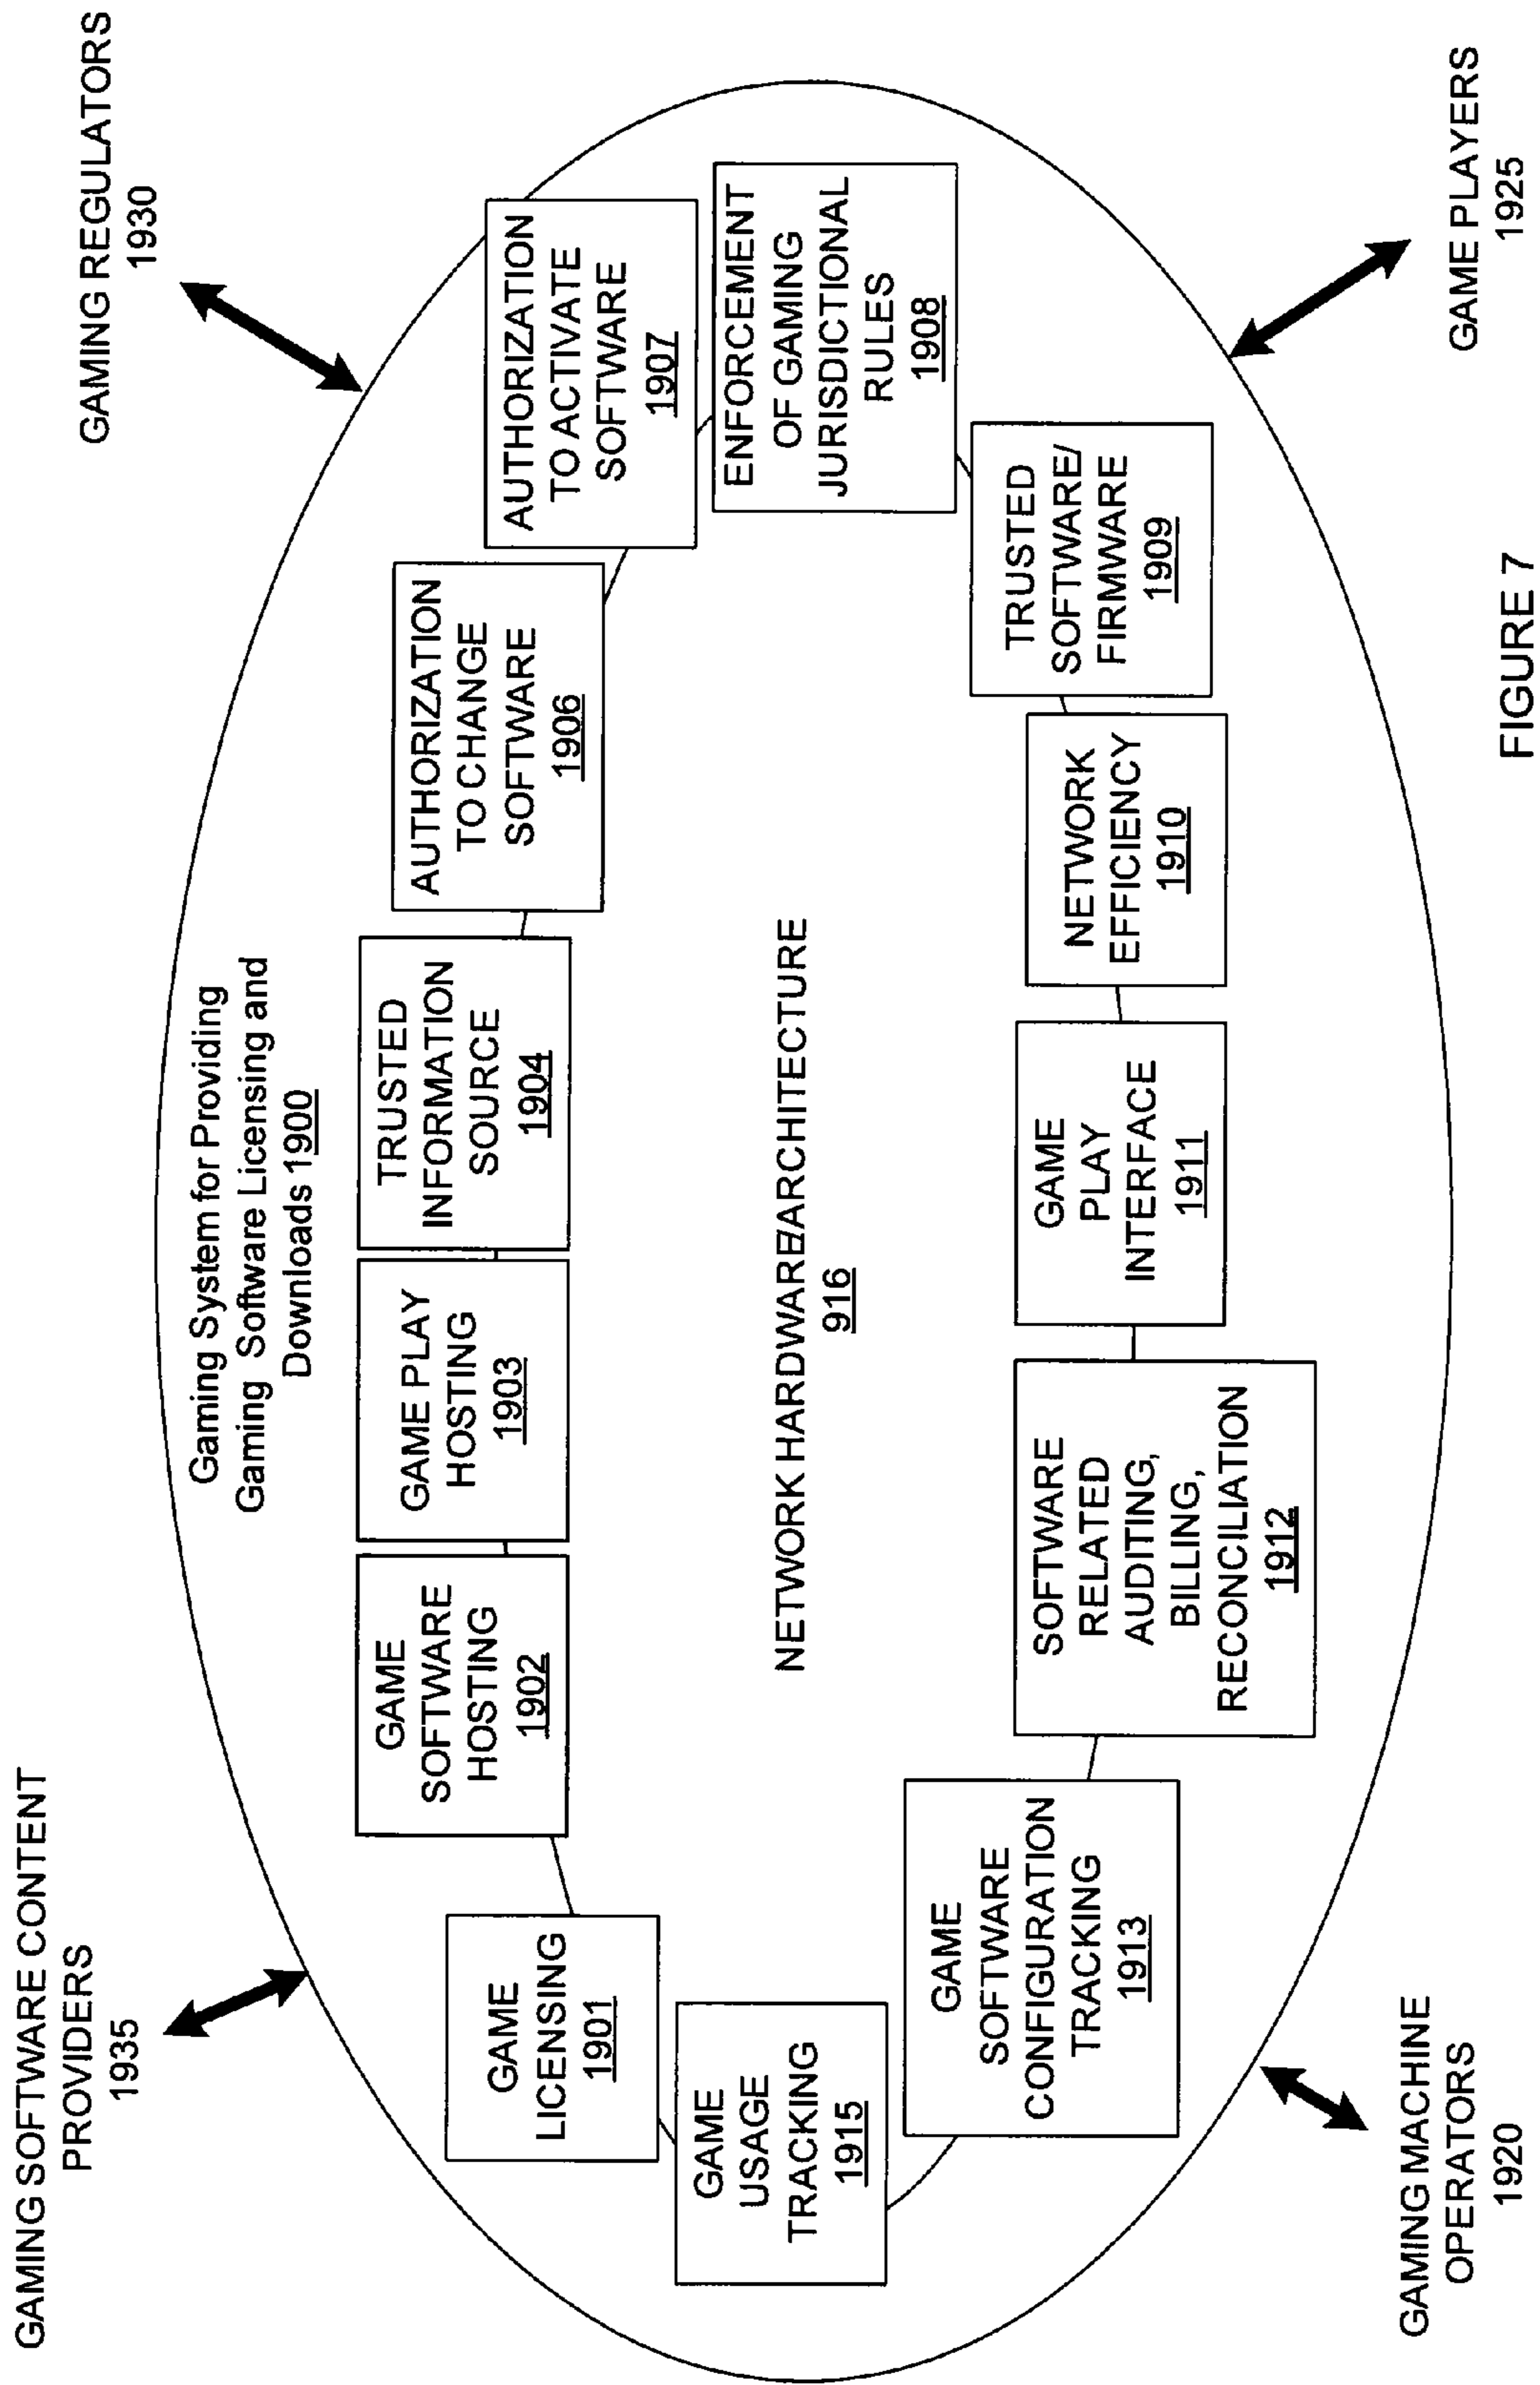 GAMING SOFTWARE CONTENT
PROVIDERS
1935
GAMING REGULATORS
1930
Gaming System for Providing
Gaming Software Licensing and
Downloads 1900
GAME
LICENSING
1901
GAME
SOFTWARE
HOSTING
1902
GAME PLAY
HOSTING
1903
TRUSTED
INFORMATION
SOURCE
1904
AUTHORIZATION
TO CHANGE
SOFTWARE
1906
AUTHORIZATION
TO ACTIVATE
SOFTWARE
1907
ENFORCEMENT
OF GAMING
JURISDICTIONAL
RULES
1908
NETWORK HARDWARE/ARCHITECTURE
916
GAME
USAGE
TRACKING
1915
GAME
SOFTWARE
CONFIGURATION
TRACKING
1913
SOFTWARE
RELATED
AUDITING,
BILLING,
RECONCILIATION
1912
GAME
PLAY
INTERFACE
1911
NETWORK
EFFICIENCY
1910
TRUSTED
SOFTWARE/
FIRMWARE
1909
GAMING MACHINE
OPERATORS
1920
GAME PLAYERS
1925
FIGURE 7